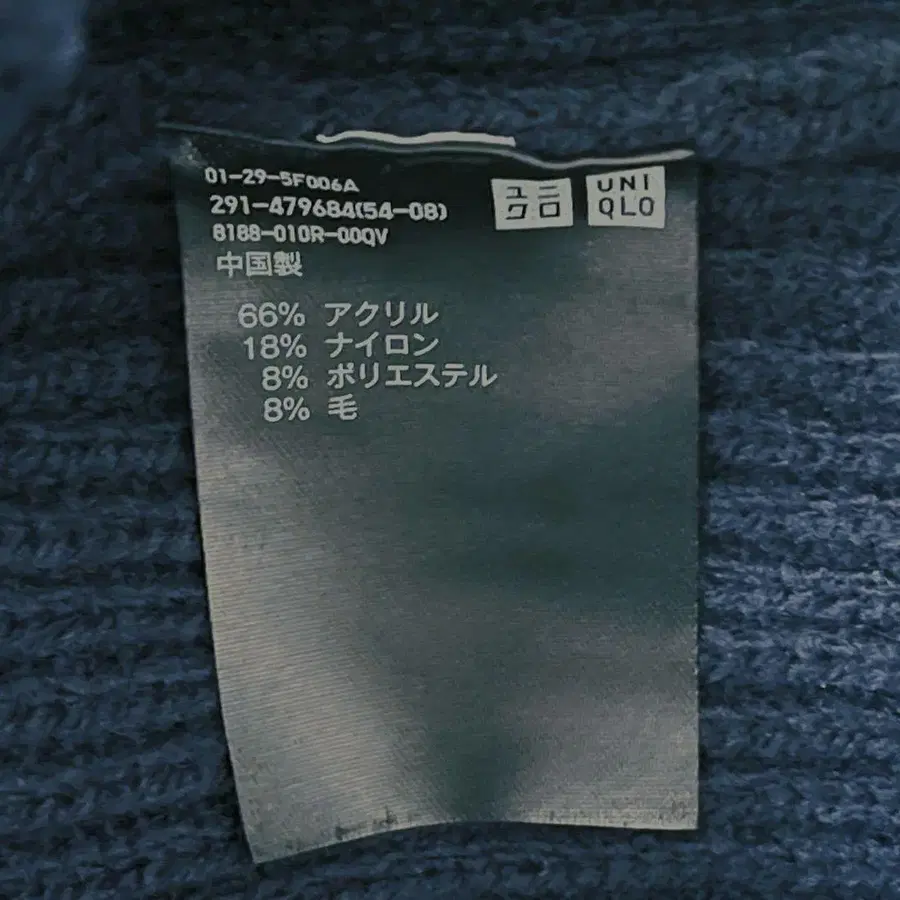 01-29-5F006A
291-479684(54-08)
8188-010R-00QV
中国製
ユニ
クロ
UNI
QLO
66% アクリル
18% ナイロン
8% ポリエステル
8% 毛